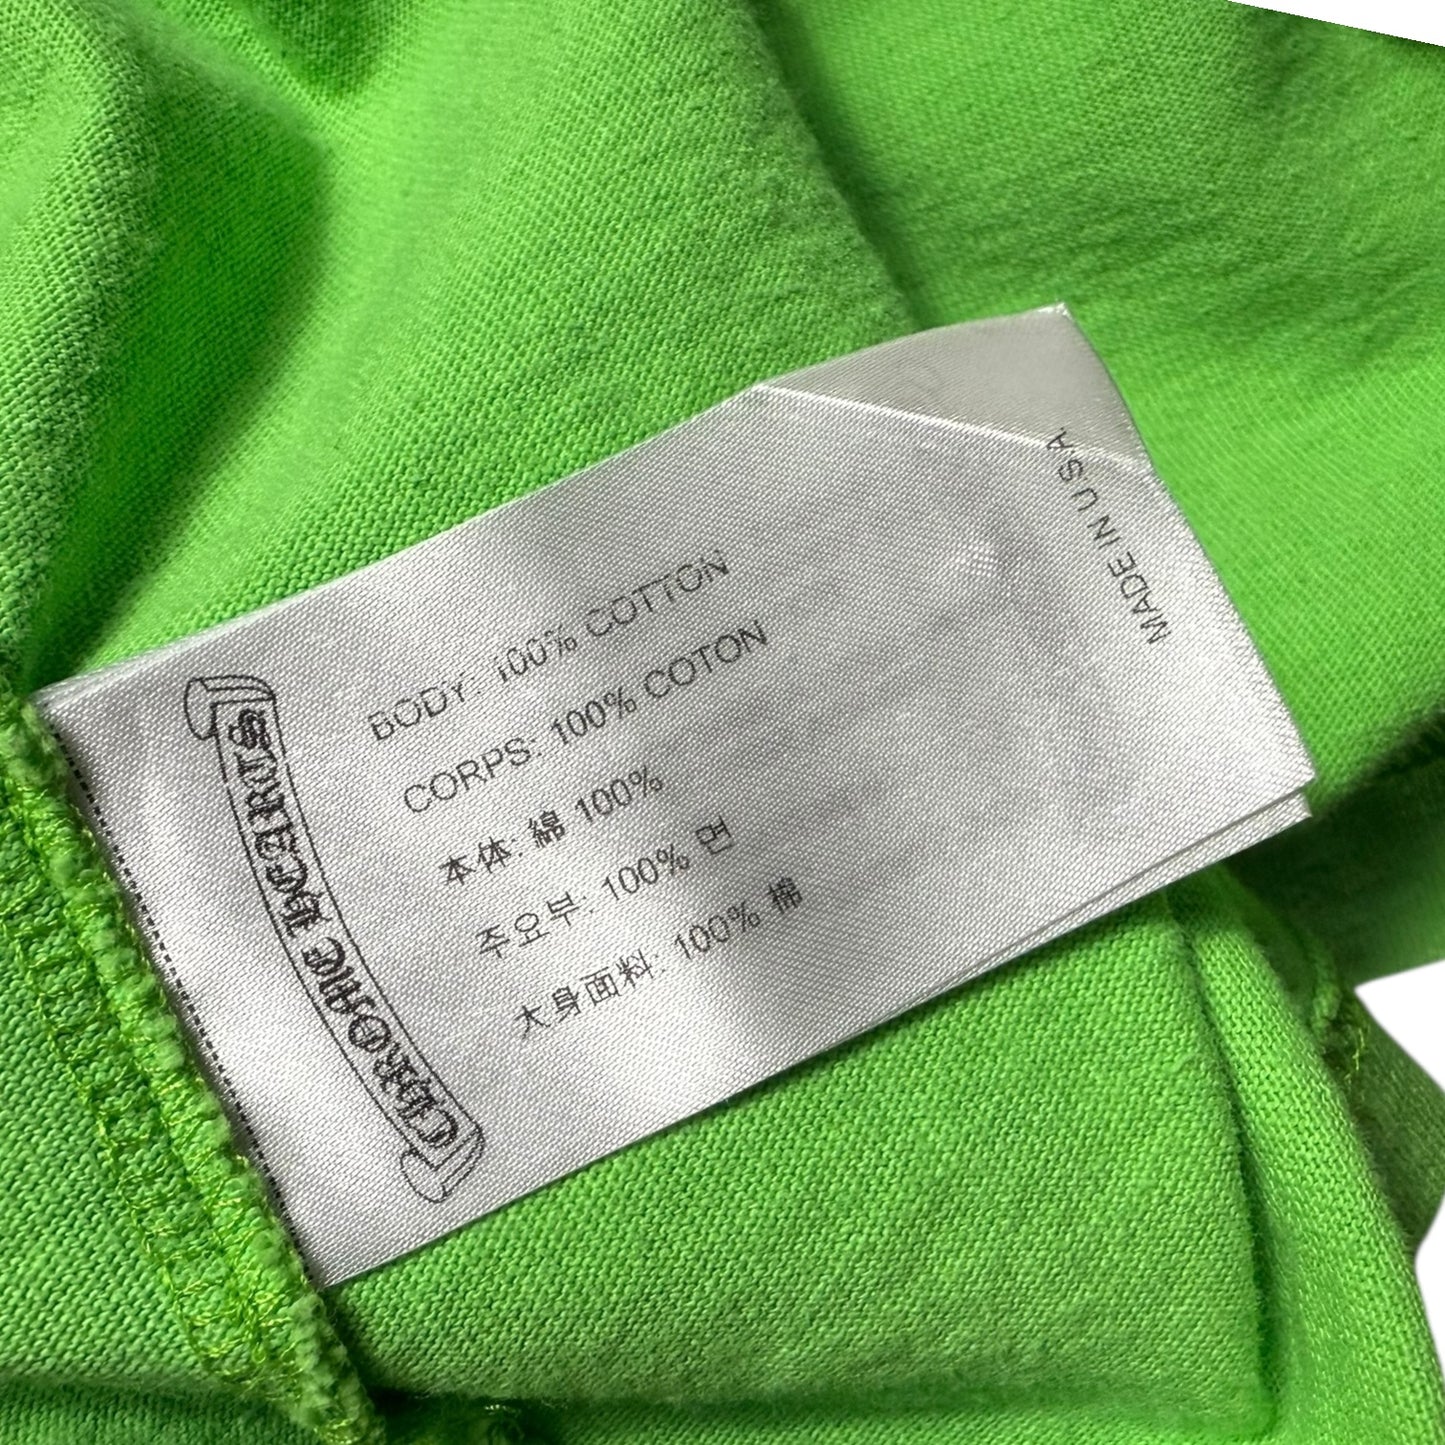 CHROME HEARTS
BODY: 100% COTTON
CORPS: 100% COTON
本体: 綿 100%
주요부: 100% 면
大身面料: 100% 棉
MADE IN U.S.A.